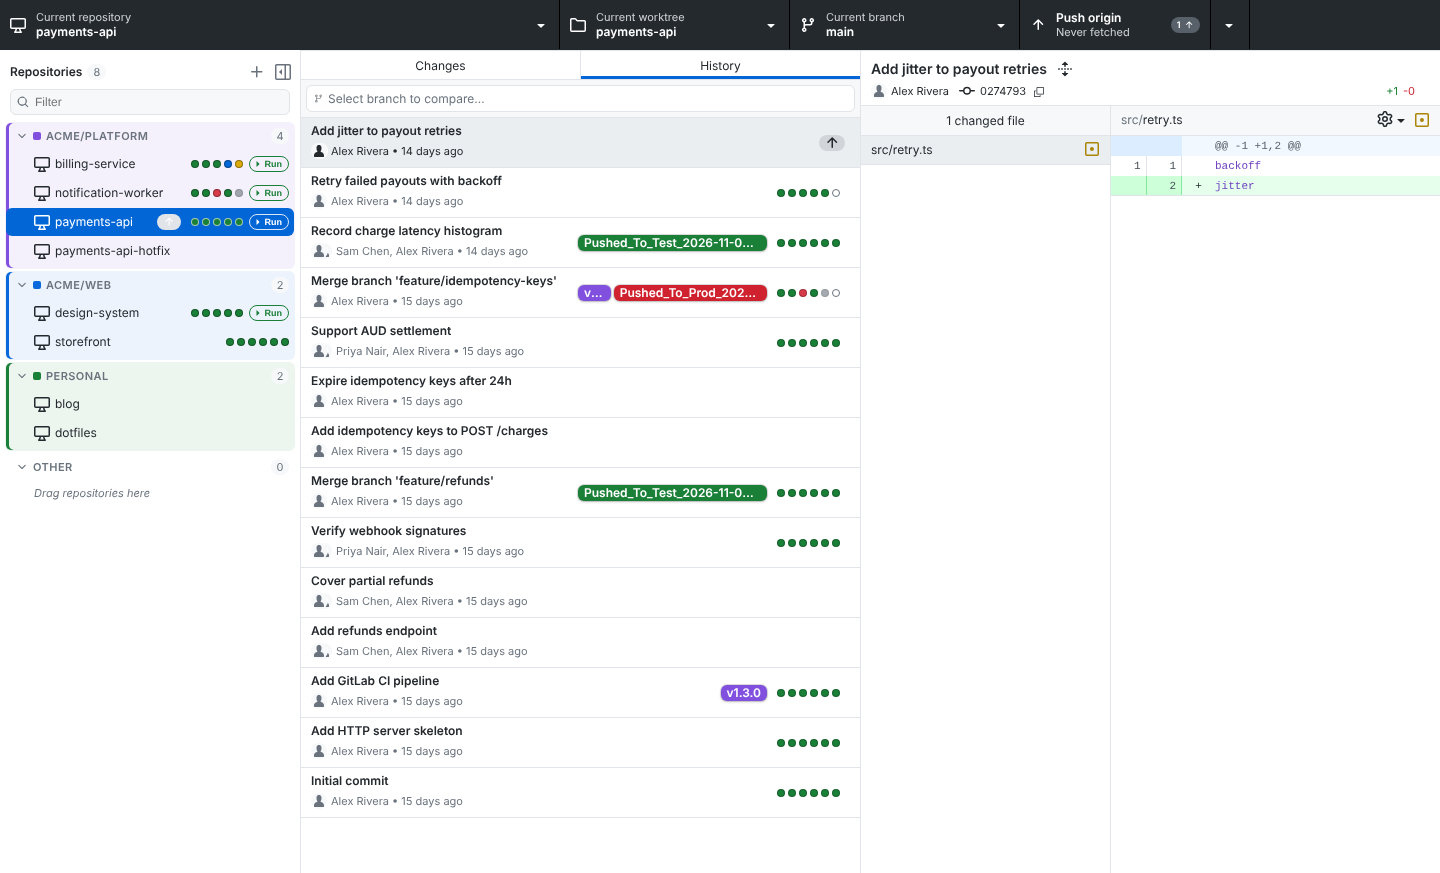 Current repository
payments-api
Current worktree
payments-api
Current branch
main
Push origin
Never fetched
1
Repositories 8
Filter
ACME/PLATFORM 4
billing-service Run
notification-worker Run
payments-api Run
payments-api-hotfix
ACME/WEB 2
design-system Run
storefront
PERSONAL 2
blog
dotfiles
OTHER 0
Drag repositories here
Changes
History
Select branch to compare...
Add jitter to payout retries
Alex Rivera • 14 days ago
Retry failed payouts with backoff
Alex Rivera • 14 days ago
Record charge latency histogram
Sam Chen, Alex Rivera • 14 days ago
Pushed_To_Test_2026-11-0...
Merge branch 'feature/idempotency-keys'
Alex Rivera • 15 days ago
v... Pushed_To_Prod_202...
Support AUD settlement
Priya Nair, Alex Rivera • 15 days ago
Expire idempotency keys after 24h
Alex Rivera • 15 days ago
Add idempotency keys to POST /charges
Alex Rivera • 15 days ago
Merge branch 'feature/refunds'
Alex Rivera • 15 days ago
Pushed_To_Test_2026-11-0...
Verify webhook signatures
Priya Nair, Alex Rivera • 15 days ago
Cover partial refunds
Sam Chen, Alex Rivera • 15 days ago
Add refunds endpoint
Sam Chen, Alex Rivera • 15 days ago
Add GitLab CI pipeline
Alex Rivera • 15 days ago
v1.3.0
Add HTTP server skeleton
Alex Rivera • 15 days ago
Initial commit
Alex Rivera • 15 days ago
Add jitter to payout retries
Alex Rivera 0274793
+1 -0
1 changed file
src/retry.ts
src/retry.ts
@@ -1 +1,2 @@
1 1 backoff
2 + jitter